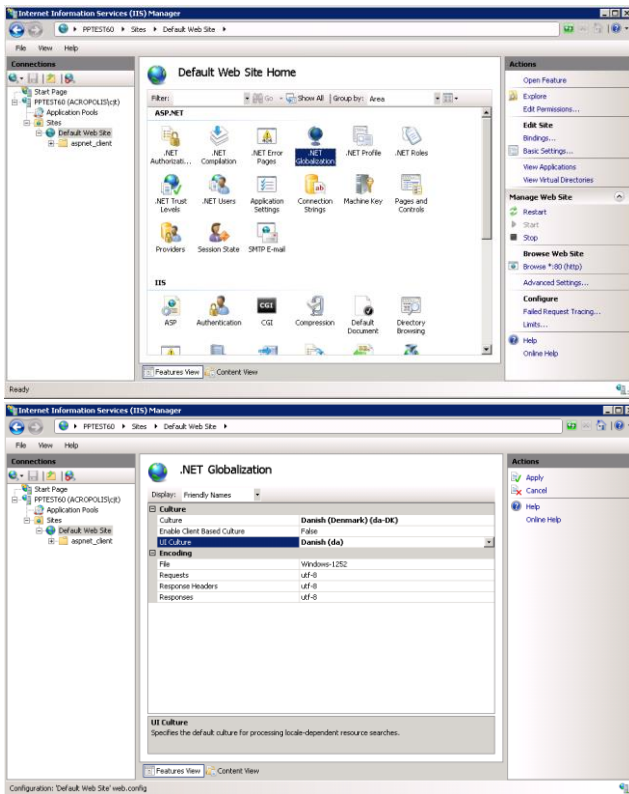 Internet Information Services (IIS) Manager
PPTEST60 Sites Default Web Site
File View Help
Connections
Start Page
PPTEST60 (ACROPOLIS\cjt)
Application Pools
Sites
Default Web Site
aspnet_client
Default Web Site Home
Filter: Go Show All Group by: Area
ASP.NET
.NET Authorizati... .NET Compilation .NET Error Pages .NET Globalization .NET Profile .NET Roles
.NET Trust Levels .NET Users Application Settings Connection Strings Machine Key Pages and Controls
Providers Session State SMTP E-mail
IIS
ASP Authentication CGI Compression Default Document Directory Browsing
Features View Content View
Actions
Open Feature
Explore
Edit Permissions...
Edit Site
Bindings...
Basic Settings...
View Applications
View Virtual Directories
Manage Web Site
Restart
Start
Stop
Browse Web Site
Browse *:80 (http)
Advanced Settings...
Configure
Failed Request Tracing...
Limits...
Help
Online Help
Ready
Internet Information Services (IIS) Manager
PPTEST60 Sites Default Web Site
File View Help
Connections
Start Page
PPTEST60 (ACROPOLIS\cjt)
Application Pools
Sites
Default Web Site
aspnet_client
.NET Globalization
Display: Friendly Names
Culture
Culture Danish (Denmark) (da-DK)
Enable Client Based Culture False
UI Culture Danish (da)
Encoding
File Windows-1252
Requests utf-8
Response Headers utf-8
Responses utf-8
UI Culture
Specifies the default culture for processing locale-dependent resource searches.
Features View Content View
Actions
Apply
Cancel
Help
Online Help
Configuration: 'Default Web Site' web.config